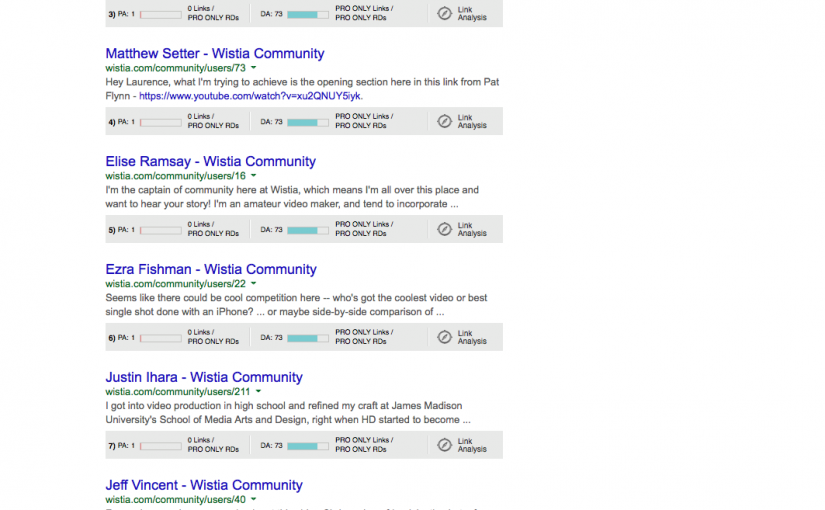 3) PA: 1 0 Links / PRO ONLY RDs DA: 73 PRO ONLY Links / PRO ONLY RDs Link Analysis
Matthew Setter - Wistia Community
wistia.com/community/users/73
Hey Laurence, what I'm trying to achieve is the opening section here in this link from Pat
Flynn - https://www.youtube.com/watch?v=xu2QNUY5iyk.
4) PA: 1 0 Links / PRO ONLY RDs DA: 73 PRO ONLY Links / PRO ONLY RDs Link Analysis
Elise Ramsay - Wistia Community
wistia.com/community/users/16
I'm the captain of community here at Wistia, which means I'm all over this place and
want to hear your story! I'm an amateur video maker, and tend to incorporate ...
5) PA: 1 0 Links / PRO ONLY RDs DA: 73 PRO ONLY Links / PRO ONLY RDs Link Analysis
Ezra Fishman - Wistia Community
wistia.com/community/users/22
Seems like there could be cool competition here -- who's got the coolest video or best
single shot done with an iPhone? ... or maybe side-by-side comparison of ...
6) PA: 1 0 Links / PRO ONLY RDs DA: 73 PRO ONLY Links / PRO ONLY RDs Link Analysis
Justin Ihara - Wistia Community
wistia.com/community/users/211
I got into video production in high school and refined my craft at James Madison
University's School of Media Arts and Design, right when HD started to become ...
7) PA: 1 0 Links / PRO ONLY RDs DA: 73 PRO ONLY Links / PRO ONLY RDs Link Analysis
Jeff Vincent - Wistia Community
wistia.com/community/users/40